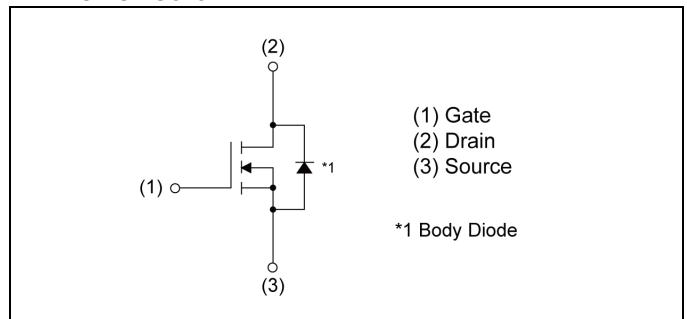 (2)
(1) Gate
(2) Drain
(3) Source
*1
(1)
*1 Body Diode
(3)